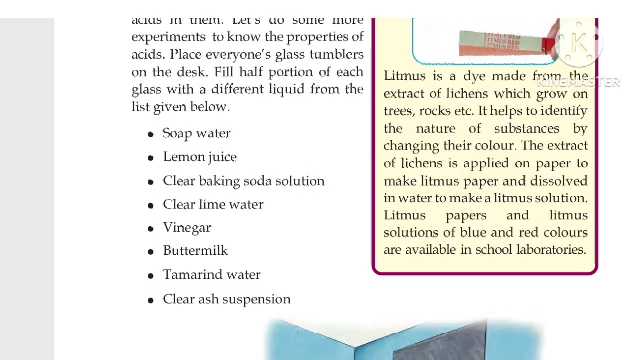 acids in them. Let's do some more
experiments to know the properties of
acids. Place everyone's glass tumblers
on the desk. Fill half portion of each
glass with a different liquid from the
list given below.
• Soap water
• Lemon juice
• Clear baking soda solution
• Clear lime water
• Vinegar
• Buttermilk
• Tamarind water
• Clear ash suspension
LITMUS RED
Litmus is a dye made from the
extract of lichens which grow on
trees, rocks etc. It helps to identify
the nature of substances by
changing their colour. The extract
of lichens is applied on paper to
make litmus paper and dissolved
in water to make a litmus solution.
Litmus papers and litmus
solutions of blue and red colours
are available in school laboratories.
KINEMASTER